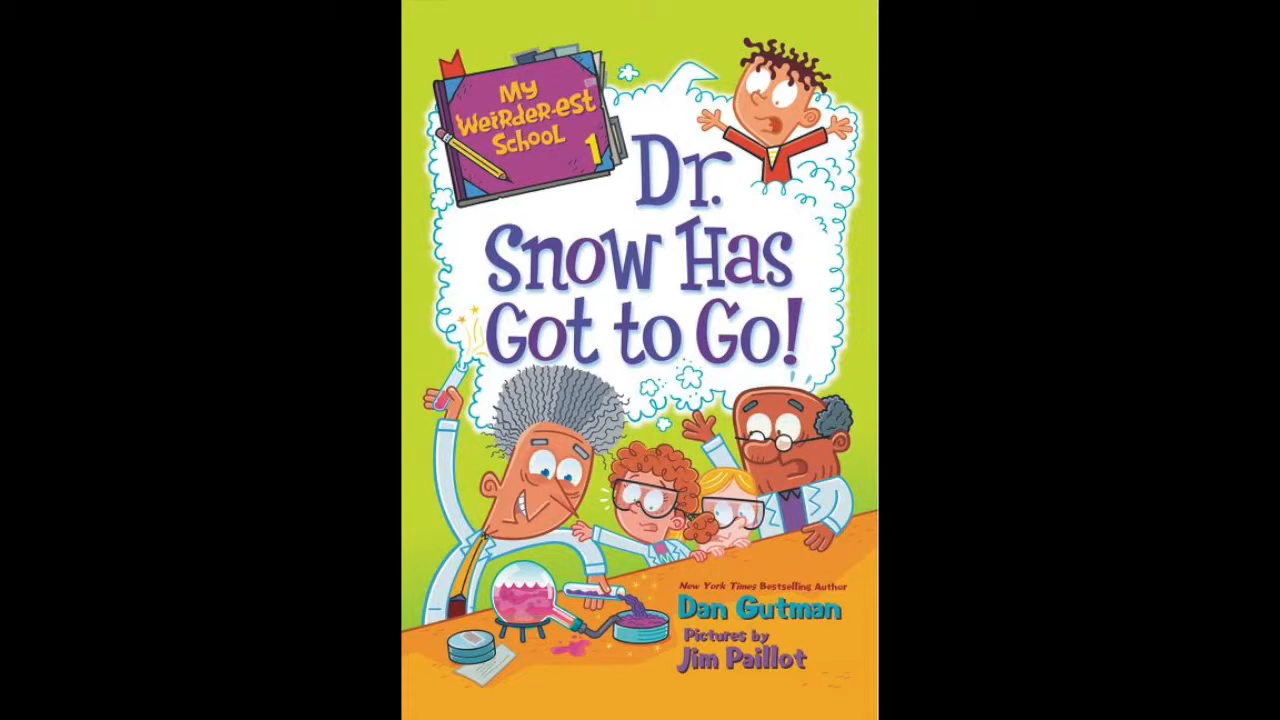 My
Weirder-est
School
1
Dr.
Snow Has
Got to Go!
New York Times Bestselling Author
Dan Gutman
Pictures by
Jim Paillot